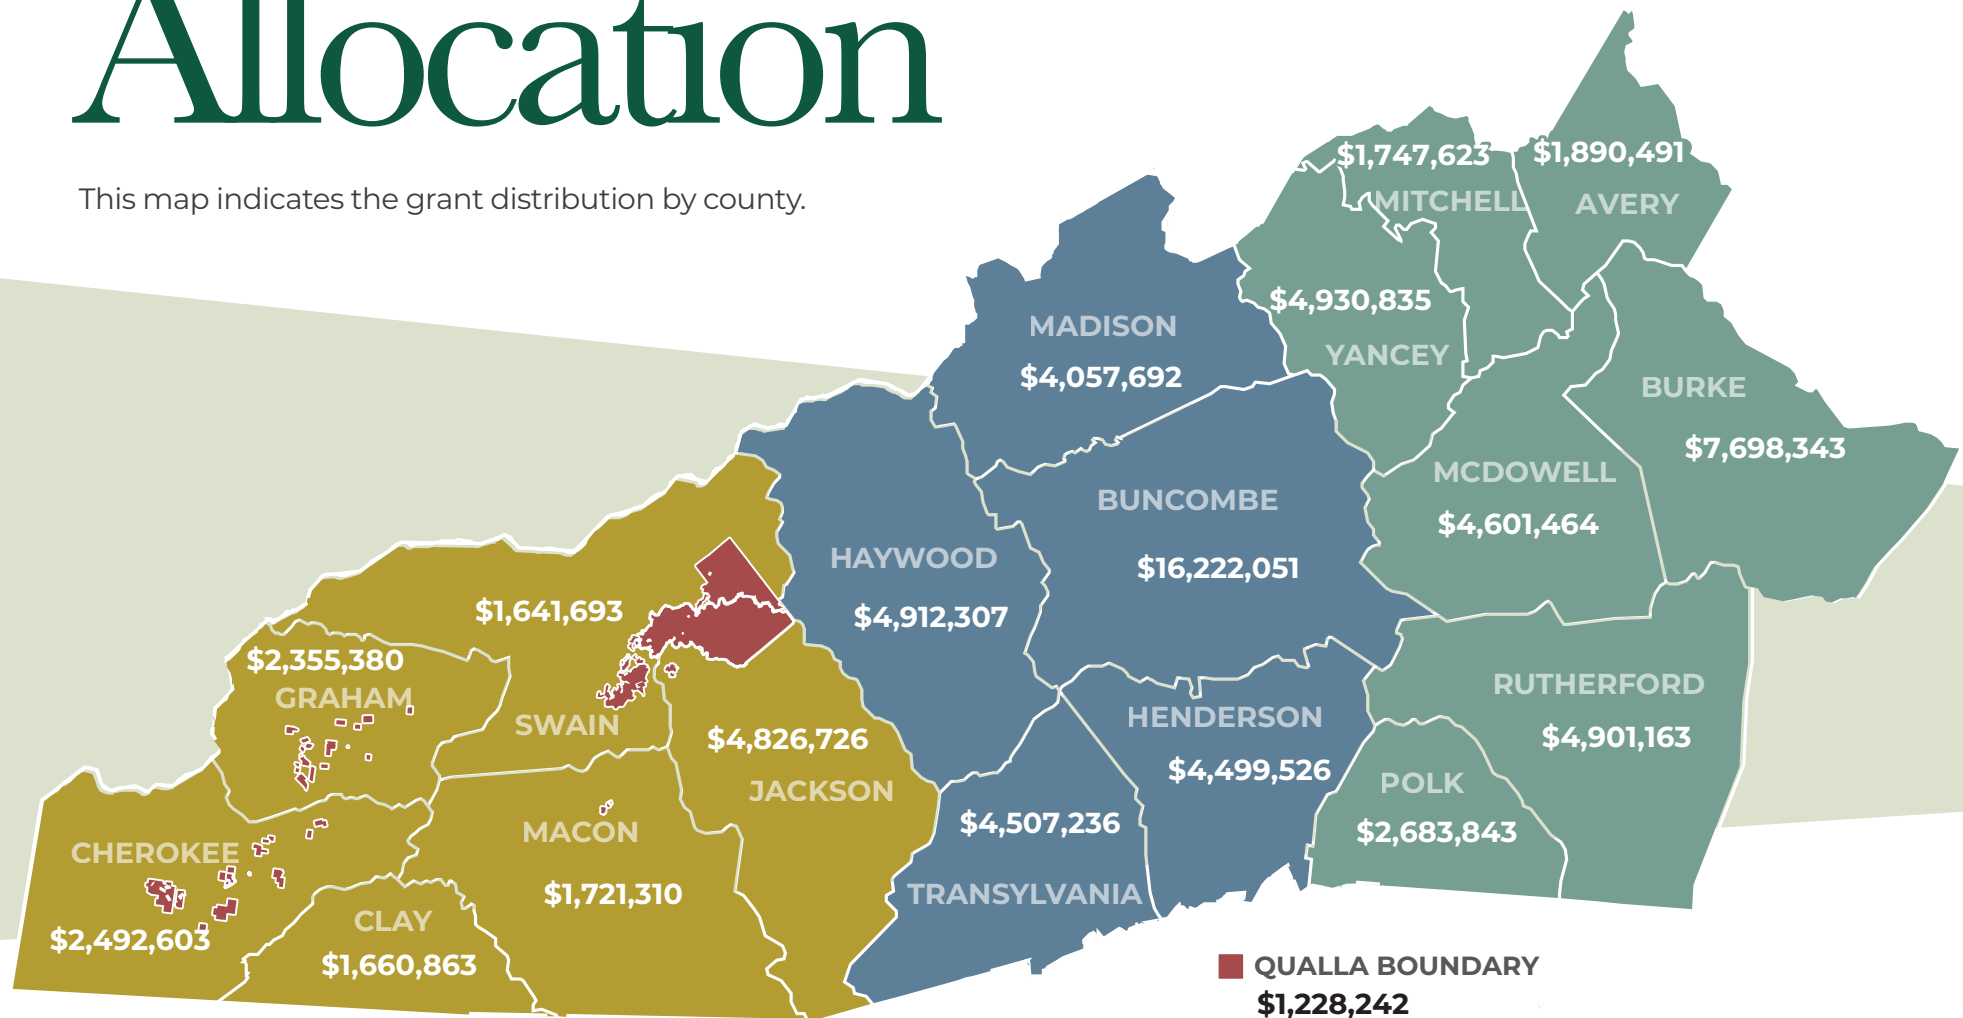 Allocation
This map indicates the grant distribution by county.
$1,747,623
MITCHELL
$1,890,491
AVERY
$4,930,835
YANCEY
MADISON
$4,057,692
BURKE
$7,698,343
MCDOWELL
$4,601,464
BUNCOMBE
$16,222,051
HAYWOOD
$4,912,307
$1,641,693
SWAIN
$2,355,380
GRAHAM
$4,826,726
JACKSON
HENDERSON
$4,499,526
RUTHERFORD
$4,901,163
POLK
$2,683,843
$4,507,236
TRANSYLVANIA
MACON
$1,721,310
CHEROKEE
$2,492,603
CLAY
$1,660,863
QUALLA BOUNDARY
$1,228,242